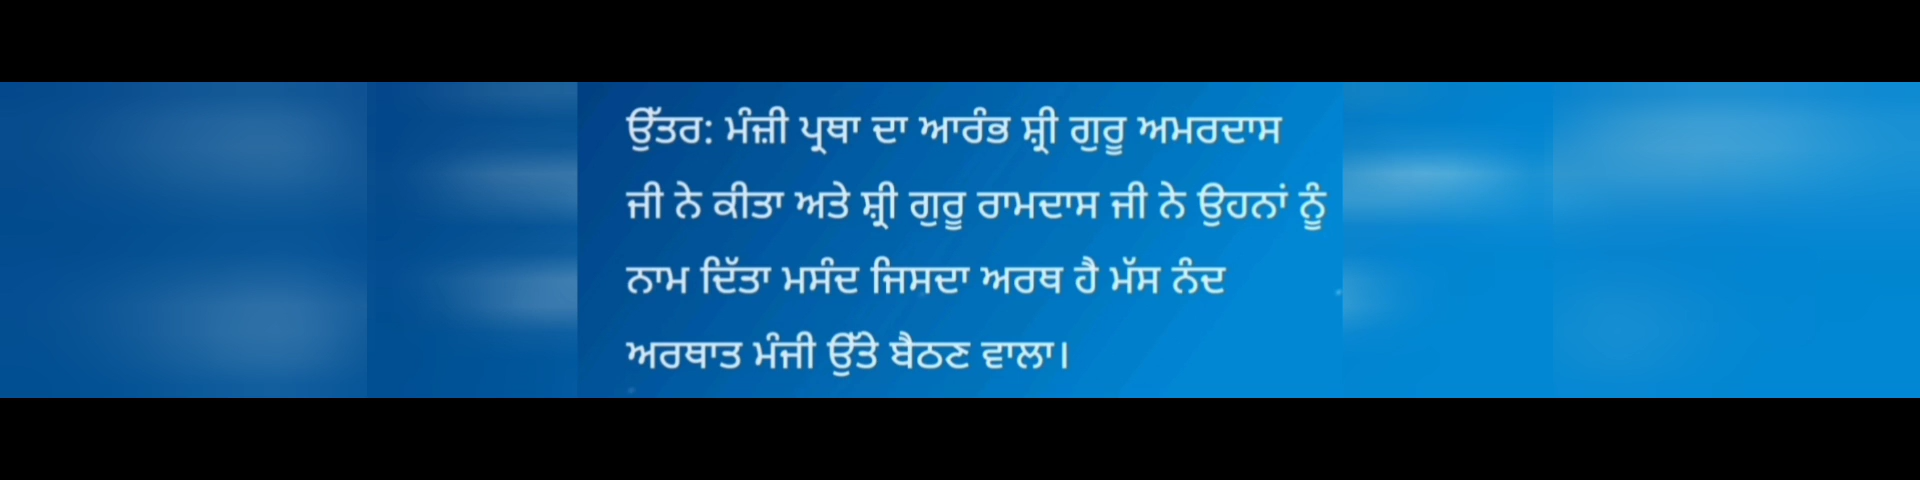 ਉੱਤਰ: ਮੰਜ਼ੀ ਪ੍ਰਥਾ ਦਾ ਆਰੰਭ ਸ਼੍ਰੀ ਗੁਰੂ ਅਮਰਦਾਸ
ਜੀ ਨੇ ਕੀਤਾ ਅਤੇ ਸ਼੍ਰੀ ਗੁਰੂ ਰਾਮਦਾਸ ਜੀ ਨੇ ਉਹਨਾਂ ਨੂੰ
ਨਾਮ ਦਿੱਤਾ ਮਸੰਦ ਜਿਸਦਾ ਅਰਥ ਹੈ ਮੱਸ ਨੰਦ
ਅਰਥਾਤ ਮੰਜੀ ਉੱਤੇ ਬੈਠਣ ਵਾਲਾ।